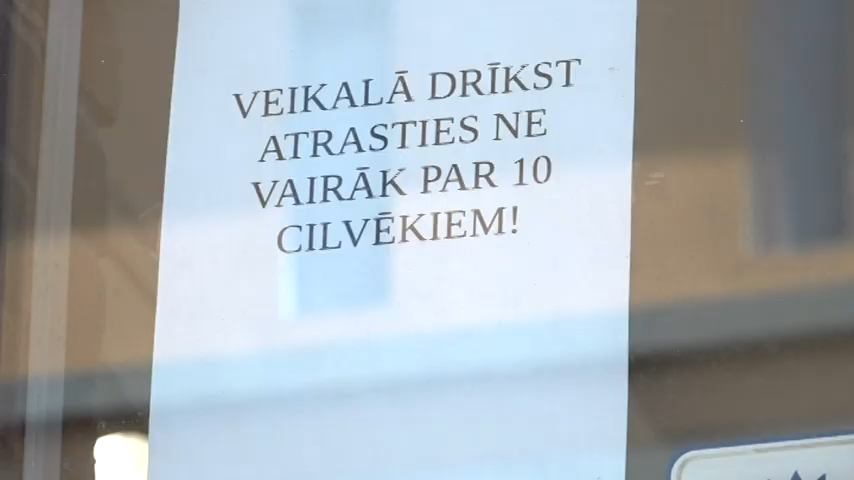 VEIKALĀ DRĪKST
ATRASTIES NE
VAIRĀK PAR 10
CILVĒKIEM!